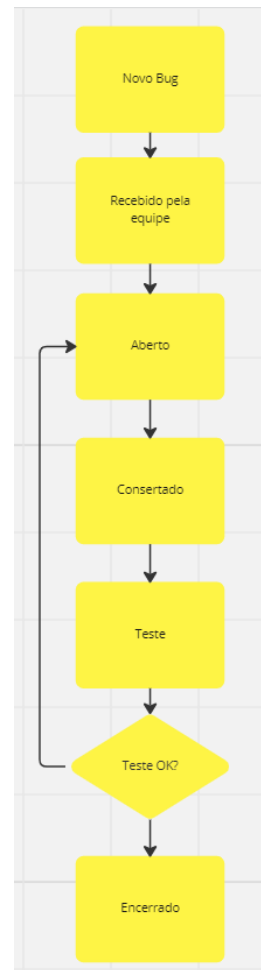 Novo Bug
Recebido pela
equipe
Aberto
Consertado
Teste
Teste OK?
Encerrado